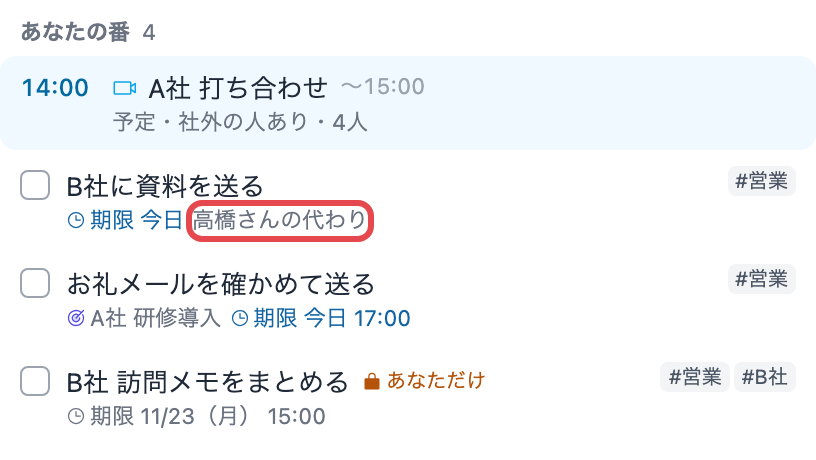 あなたの番 4
14:00 A社 打ち合わせ 〜15:00
予定・社外の人あり・4人
B社に資料を送る #営業
期限 今日 高橋さんの代わり
お礼メールを確かめて送る #営業
A社 研修導入 期限 今日 17:00
B社 訪問メモをまとめる あなただけ #営業 #B社
期限 11/23（月） 15:00